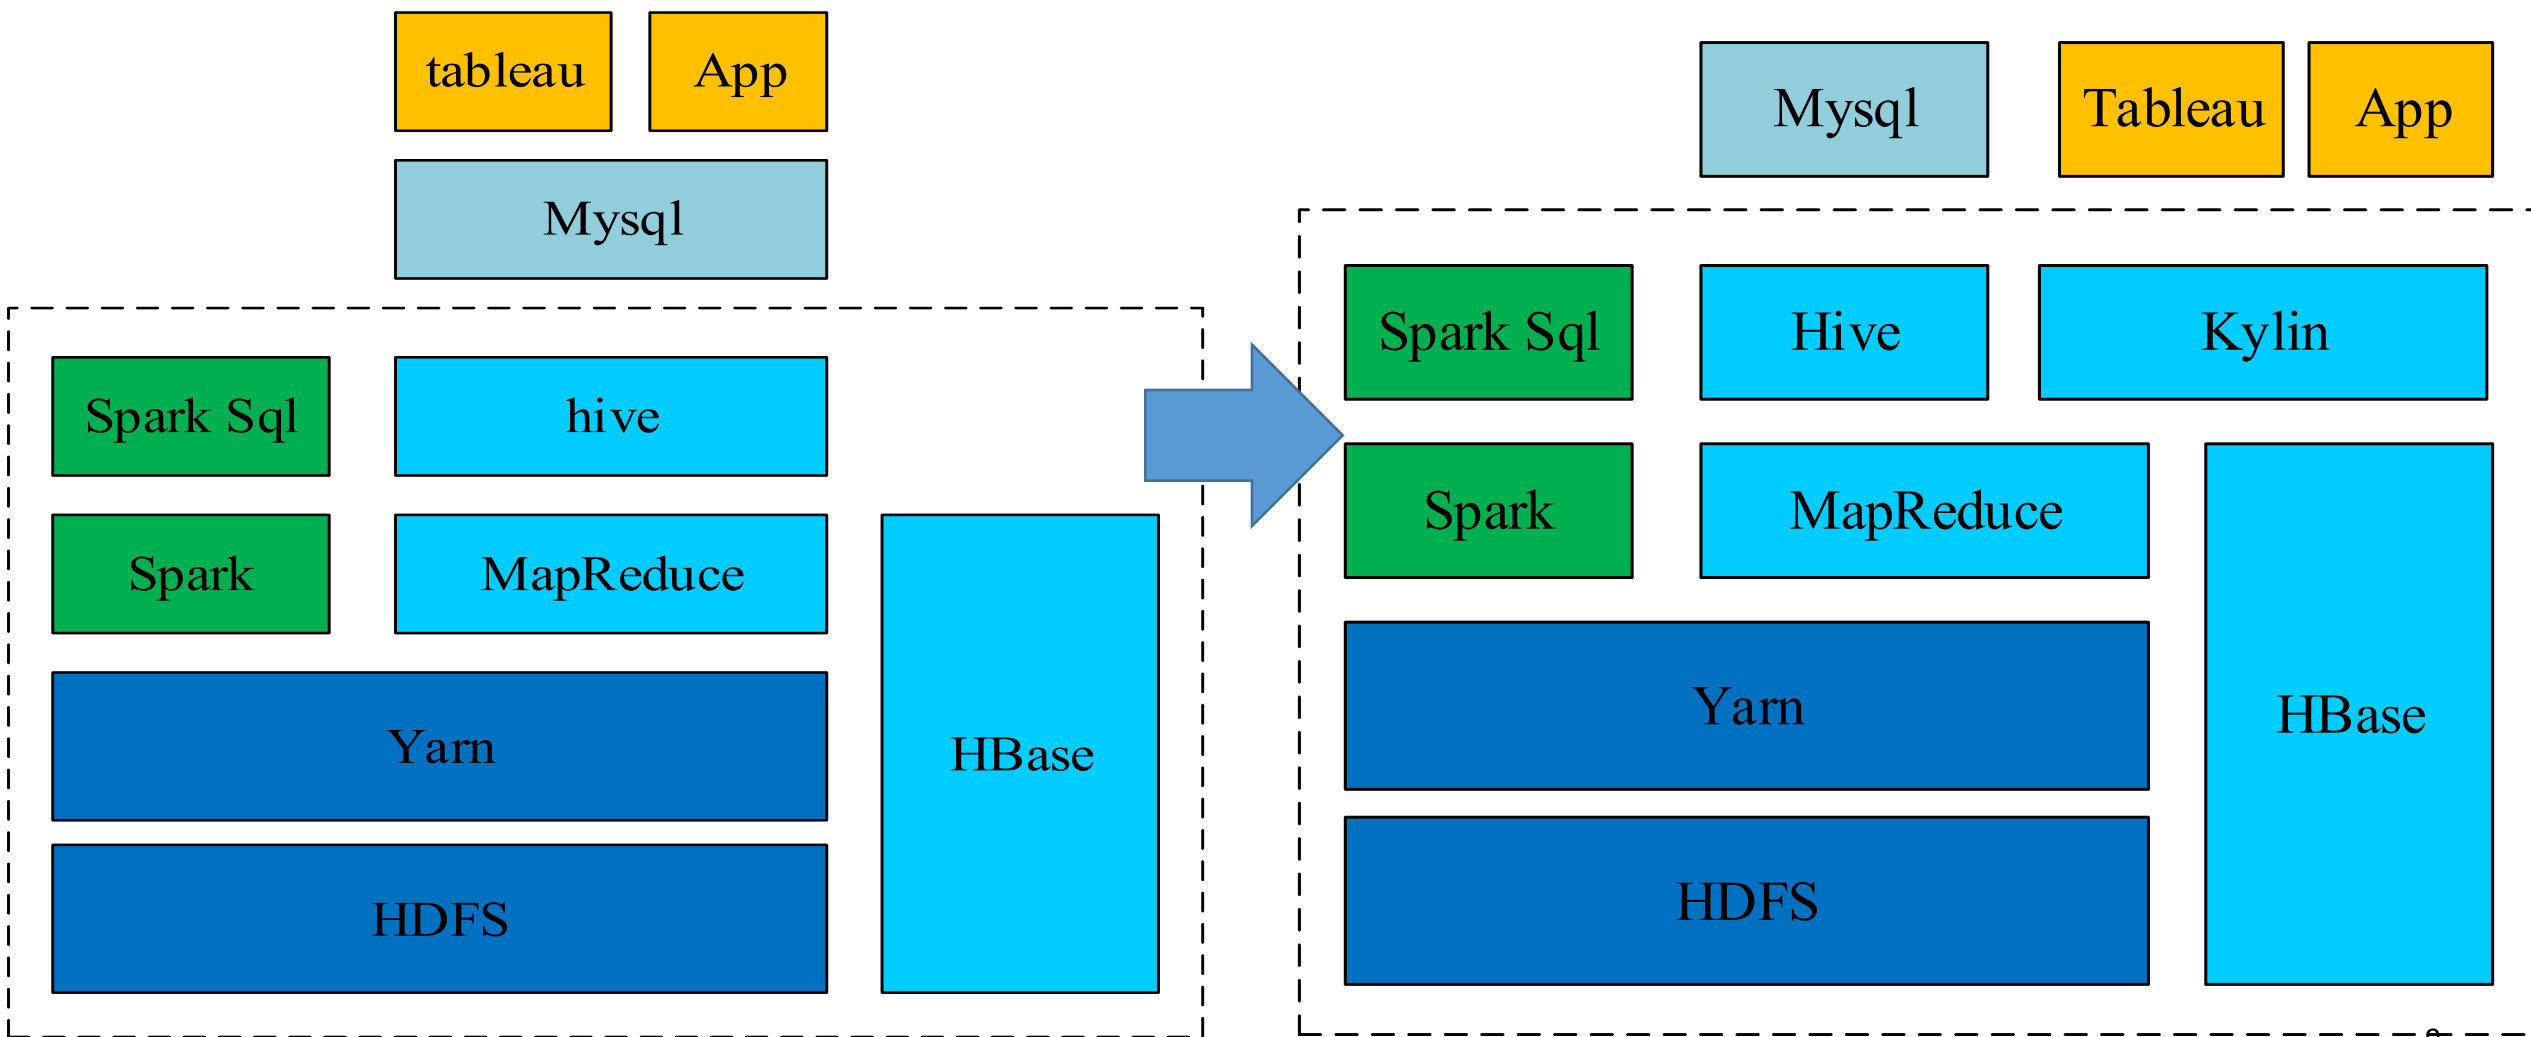 tableau
App
Mysql
Spark Sql
hive
Spark
MapReduce
Yarn
HDFS
HBase
Mysql
Tableau
App
Spark Sql
Hive
Kylin
Spark
MapReduce
Yarn
HDFS
HBase